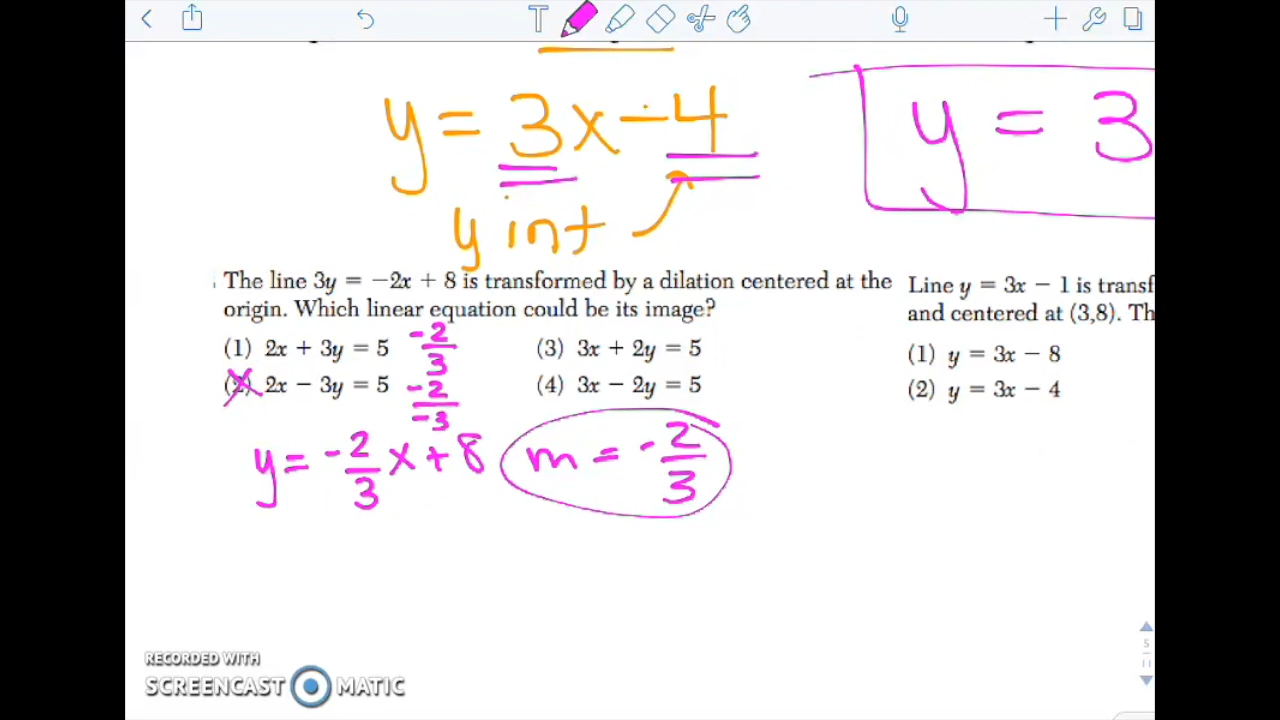 y = 3x - 4
y = 3
y int
The line 3y = −2x + 8 is transformed by a dilation centered at the
origin. Which linear equation could be its image?
(1) 2x + 3y = 5 -2/3
(3) 3x + 2y = 5
(2) 2x − 3y = 5 -2/-3
(4) 3x − 2y = 5
y = -2/3 x + 8
m = -2/3
Line y = 3x − 1 is transf
and centered at (3,8). Th
(1) y = 3x − 8
(2) y = 3x − 4
5
11
RECORDED WITH
SCREENCAST MATIC